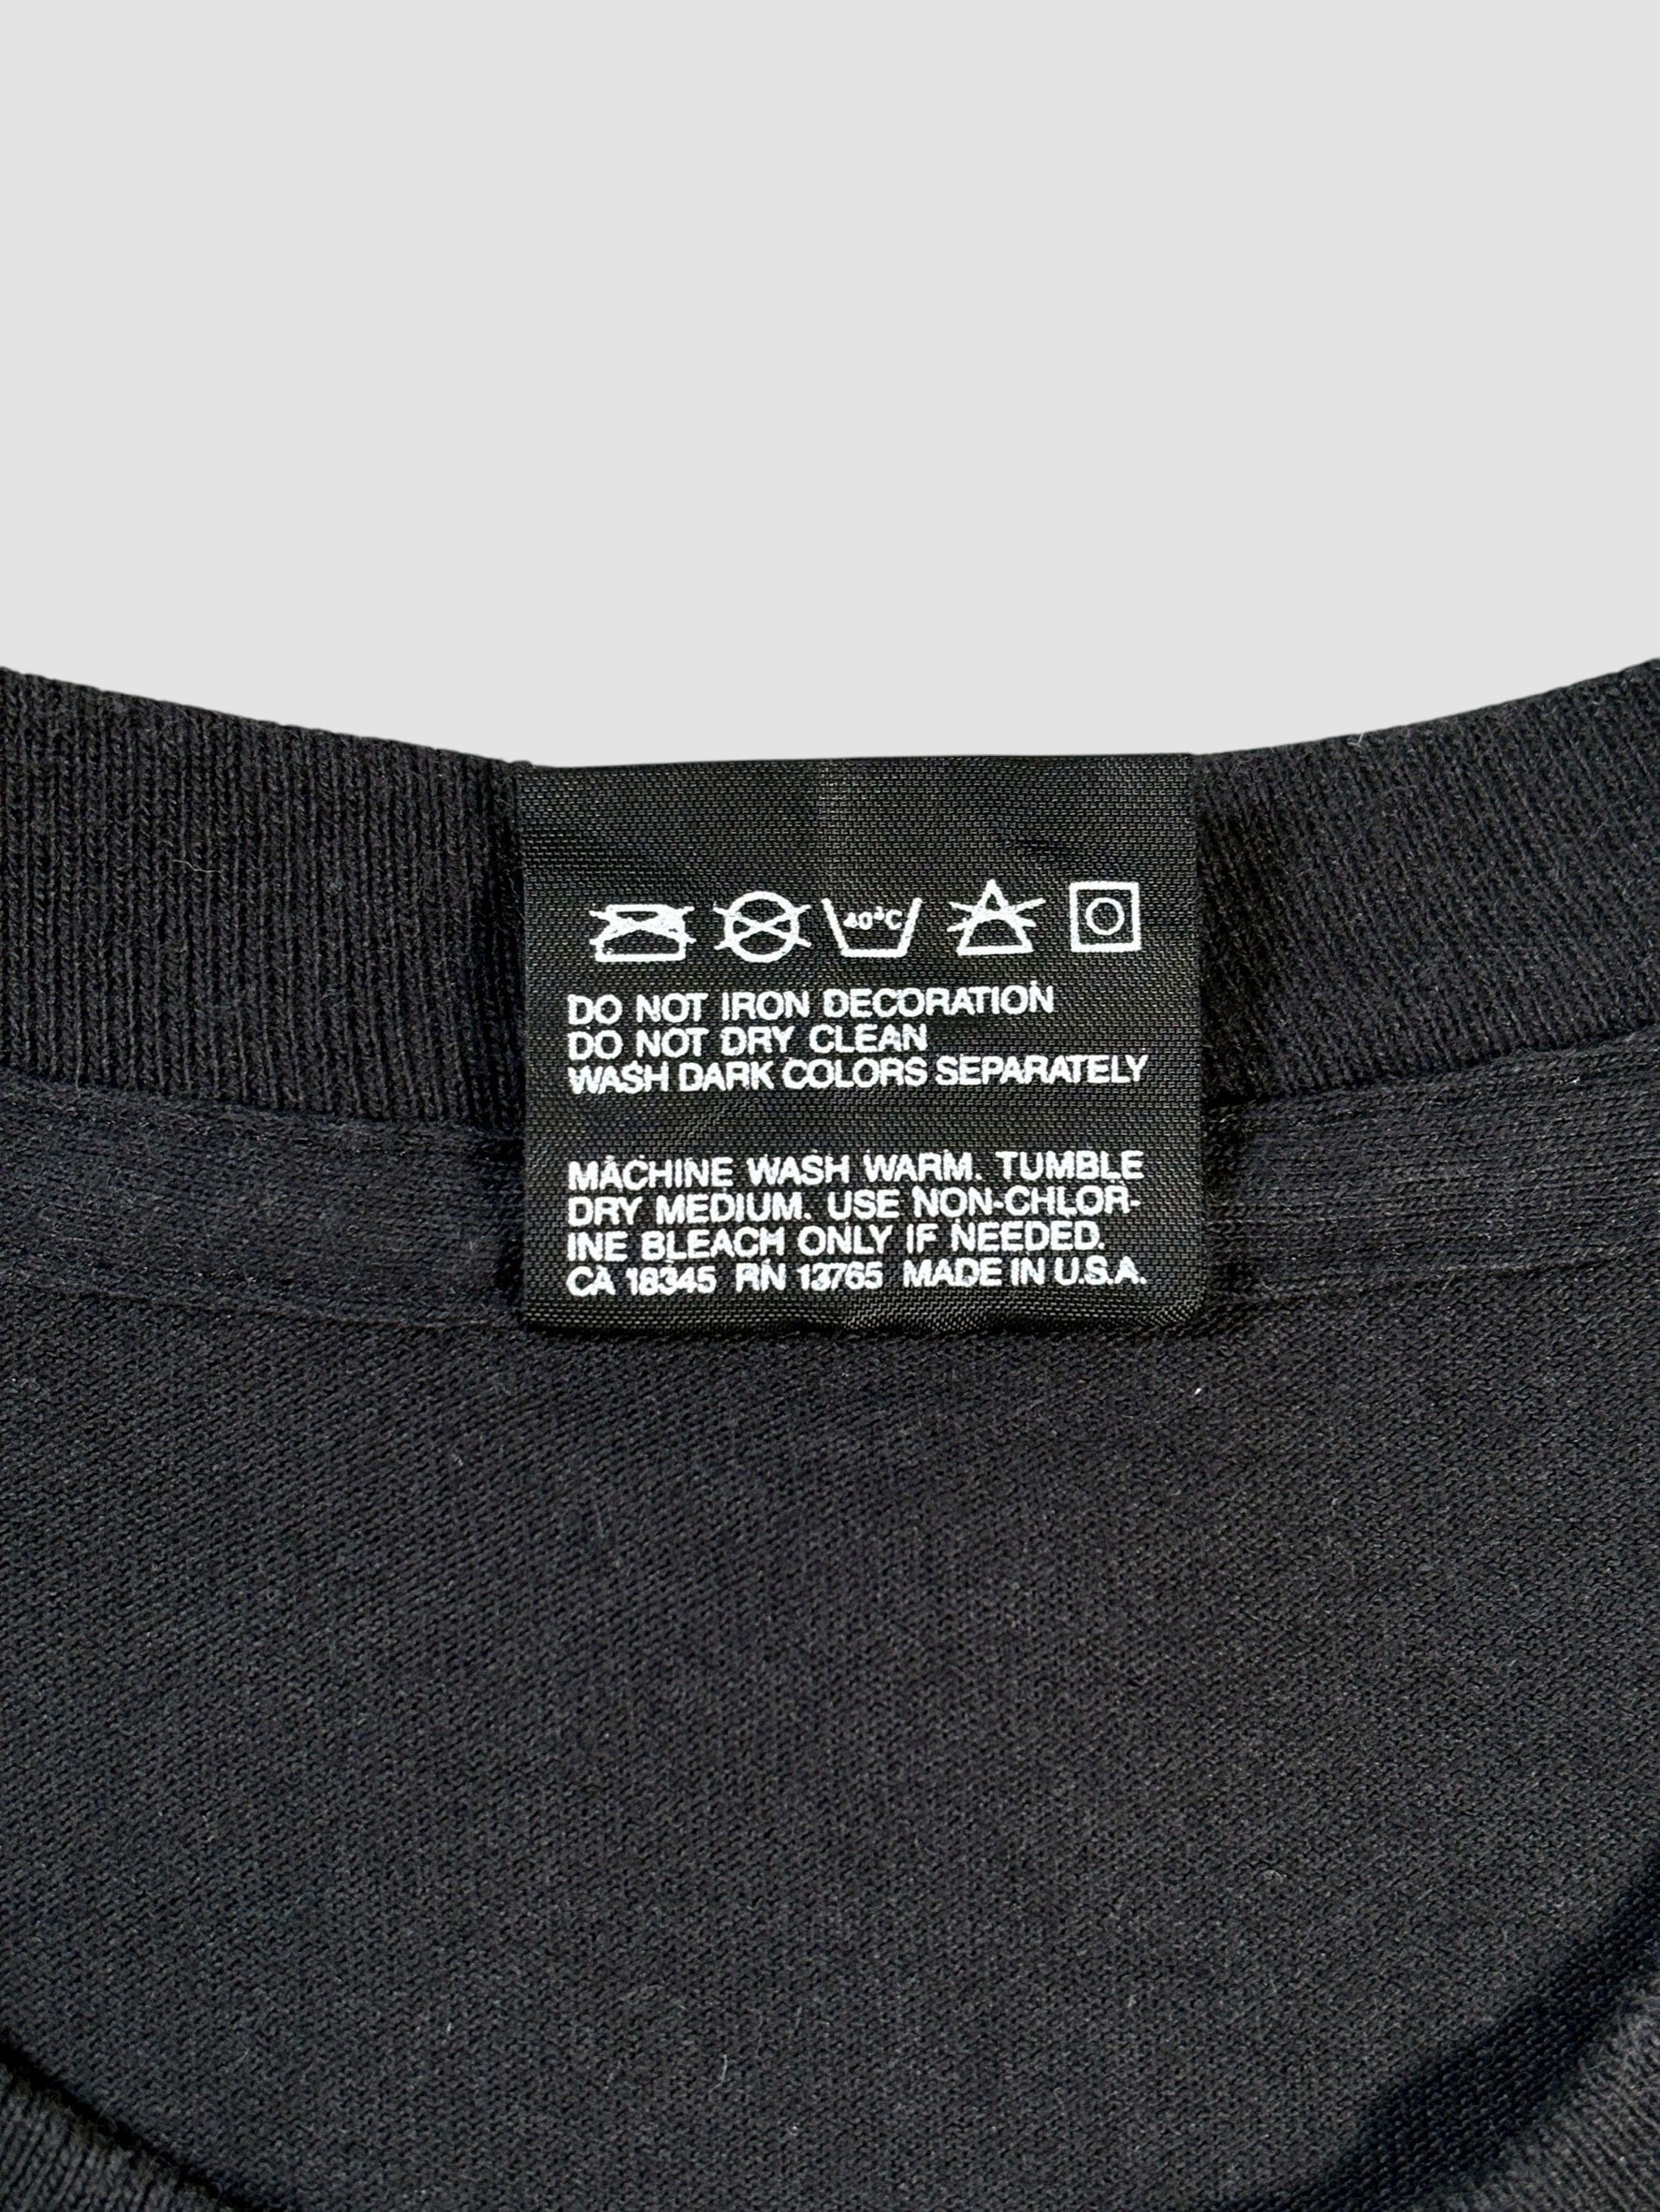 40°C
DO NOT IRON DECORATION
DO NOT DRY CLEAN
WASH DARK COLORS SEPARATELY
MACHINE WASH WARM. TUMBLE
DRY MEDIUM. USE NON-CHLOR-
INE BLEACH ONLY IF NEEDED.
CA 18345 RN 13765 MADE IN U.S.A.